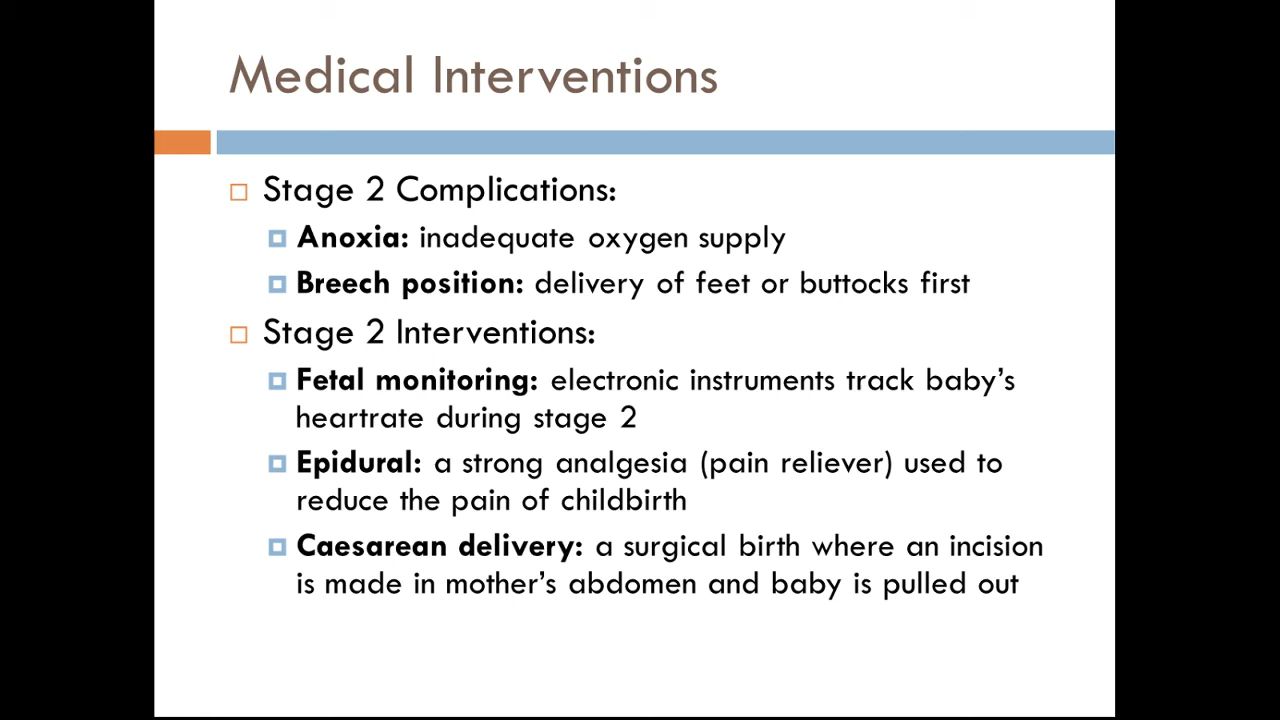 Medical Interventions
Stage 2 Complications:
Anoxia: inadequate oxygen supply
Breech position: delivery of feet or buttocks first
Stage 2 Interventions:
Fetal monitoring: electronic instruments track baby’s
heartrate during stage 2
Epidural: a strong analgesia (pain reliever) used to
reduce the pain of childbirth
Caesarean delivery: a surgical birth where an incision
is made in mother’s abdomen and baby is pulled out